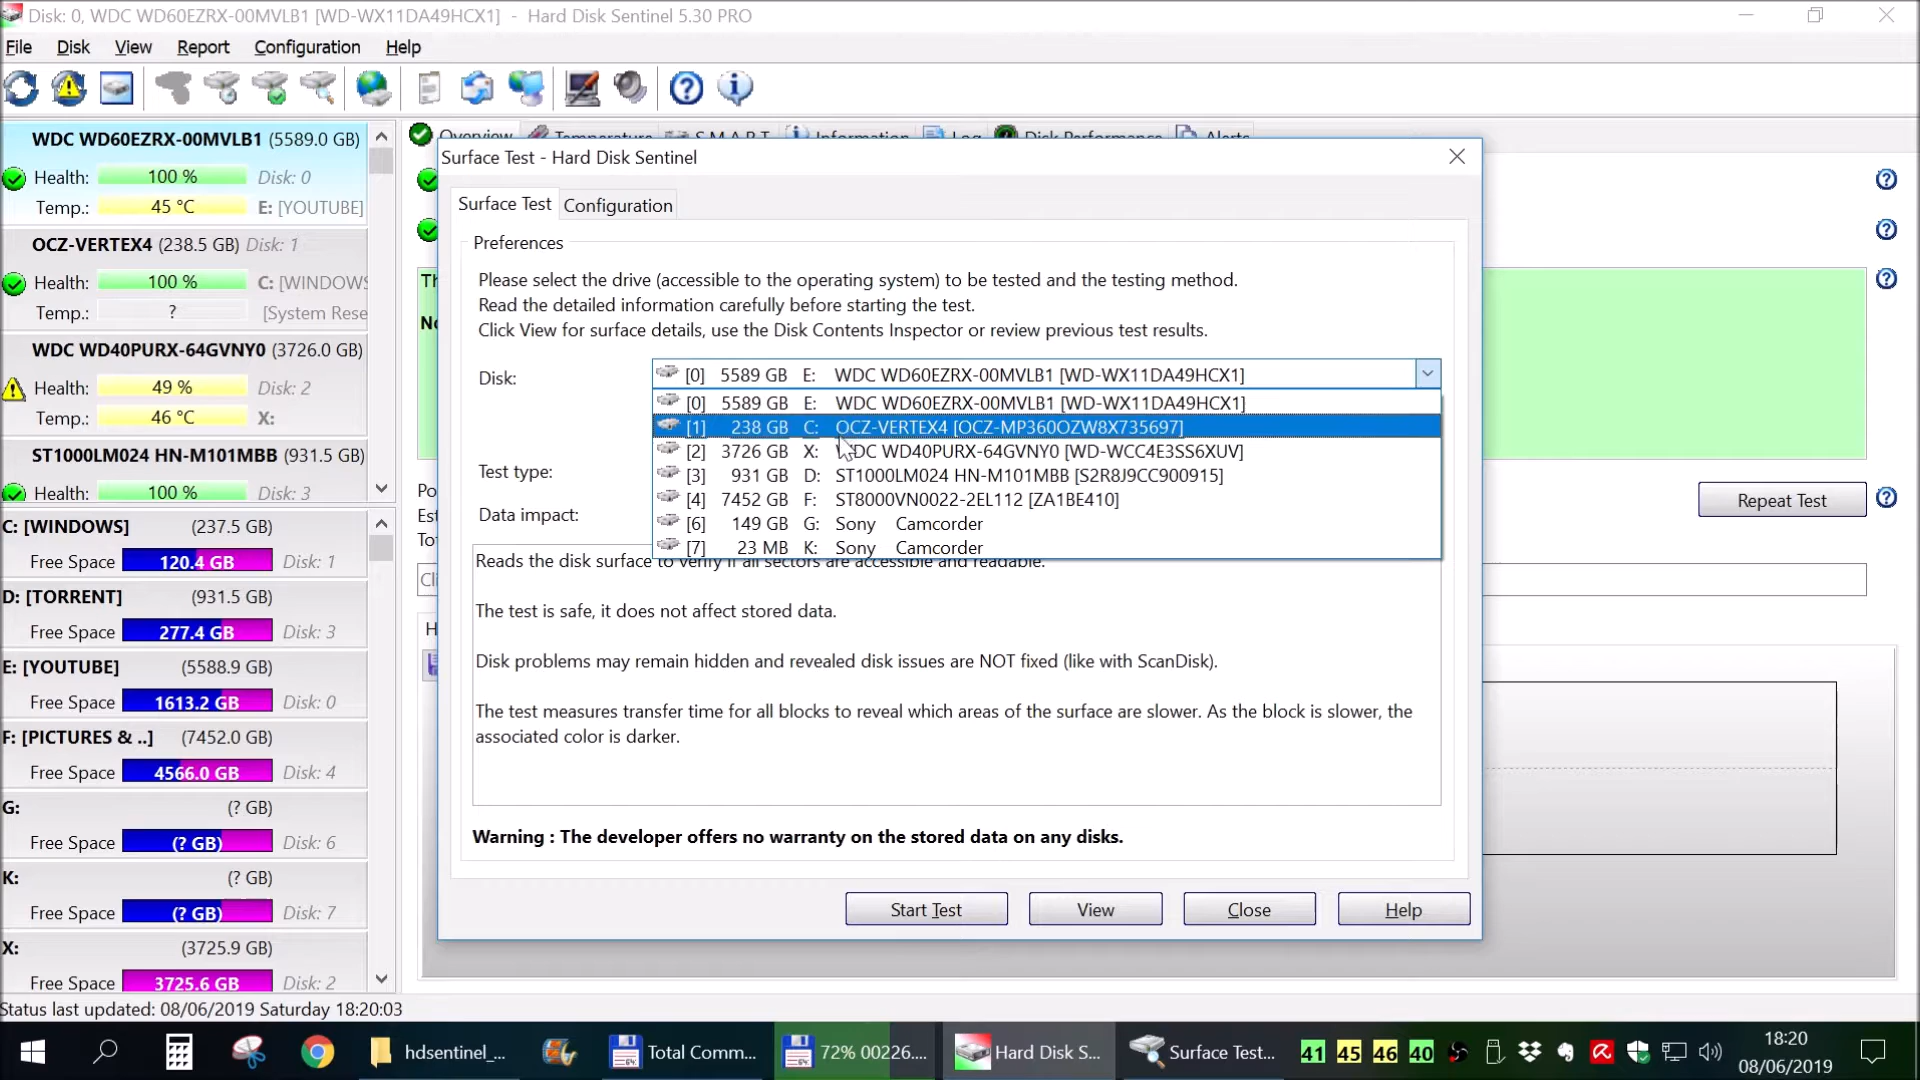 Disk: 0, WDC WD60EZRX-00MVLB1 [WD-WX11DA49HCX1]  -  Hard Disk Sentinel 5.30 PRO
File Disk View Report Configuration Help
WDC WD60EZRX-00MVLB1 (5589.0 GB)
Health: 100 % Disk: 0
Temp.: 45 °C E: [YOUTUBE]
OCZ-VERTEX4 (238.5 GB) Disk: 1
Health: 100 % C: [WINDOWS
Temp.: ? [System Rese
WDC WD40PURX-64GVNY0 (3726.0 GB)
Health: 49 % Disk: 2
Temp.: 46 °C X:
ST1000LM024 HN-M101MBB (931.5 GB)
Health: 100 % Disk: 3
C: [WINDOWS] (237.5 GB)
Free Space 120.4 GB Disk: 1
D: [TORRENT] (931.5 GB)
Free Space 277.4 GB Disk: 3
E: [YOUTUBE] (5588.9 GB)
Free Space 1613.2 GB Disk: 0
F: [PICTURES & ..] (7452.0 GB)
Free Space 4566.0 GB Disk: 4
G: (? GB)
Free Space (? GB) Disk: 6
K: (? GB)
Free Space (? GB) Disk: 7
X: (3725.9 GB)
Free Space 3725.6 GB Disk: 2
Overview Temperature S.M.A.R.T. Information Log Disk Performance Alerts
Surface Test - Hard Disk Sentinel
Surface Test Configuration
Preferences
Please select the drive (accessible to the operating system) to be tested and the testing method.
Read the detailed information carefully before starting the test.
Click View for surface details, use the Disk Contents Inspector or review previous test results.
Disk: [0] 5589 GB E: WDC WD60EZRX-00MVLB1 [WD-WX11DA49HCX1]
[0] 5589 GB E: WDC WD60EZRX-00MVLB1 [WD-WX11DA49HCX1]
[1] 238 GB C: OCZ-VERTEX4 [OCZ-MP360OZW8X735697]
[2] 3726 GB X: WDC WD40PURX-64GVNY0 [WD-WCC4E3SS6XUV]
[3] 931 GB D: ST1000LM024 HN-M101MBB [S2R8J9CC900915]
[4] 7452 GB F: ST8000VN0022-2EL112 [ZA1BE410]
[6] 149 GB G: Sony Camcorder
[7] 23 MB K: Sony Camcorder
Test type:
Data impact:
Reads the disk surface to verify if all sectors are accessible and readable.
The test is safe, it does not affect stored data.
Disk problems may remain hidden and revealed disk issues are NOT fixed (like with ScanDisk).
The test measures transfer time for all blocks to reveal which areas of the surface are slower. As the block is slower, the
associated color is darker.
Warning : The developer offers no warranty on the stored data on any disks.
Start Test View Close Help
Repeat Test
Status last updated: 08/06/2019 Saturday 18:20:03
hdsentinel_... Total Comm... 72% 00226.... Hard Disk S... Surface Test... 41 45 46 40
18:20
08/06/2019